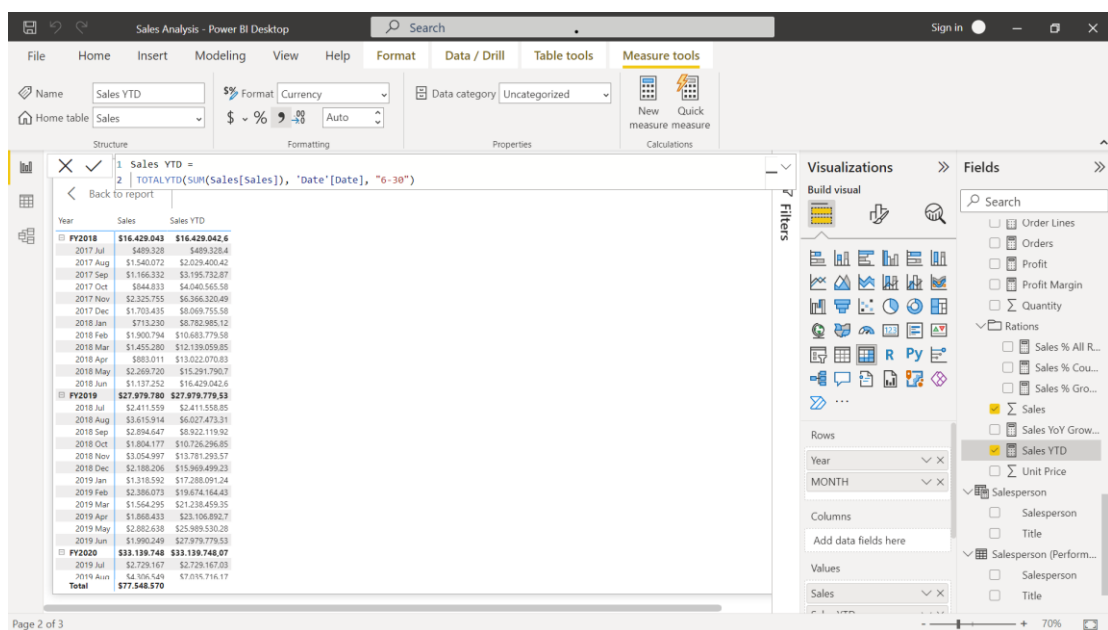 Sales Analysis - Power BI Desktop
Search
Sign in
File Home Insert Modeling View Help Format Data / Drill Table tools Measure tools
Name Sales YTD
Home table Sales
Structure
$% Format Currency
$ % 9 .00 Auto
Formatting
Data category Uncategorized
Properties
New measure
Quick measure
Calculations
1 Sales YTD =
2 TOTALYTD(SUM(Sales[Sales]), 'Date'[Date], "6-30")
Back to report
Year Sales Sales YTD
FY2018 $16.429.043 $16.429.042,6
2017 Jul $489.328 $489.328,4
2017 Aug $1.540.072 $2.029.400,42
2017 Sep $1.166.332 $3.195.732,87
2017 Oct $844.833 $4.040.565,58
2017 Nov $2.325.755 $6.366.320,49
2017 Dec $1.703.435 $8.069.755,58
2018 Jan $713.230 $8.782.985,12
2018 Feb $1.900.794 $10.683.779,58
2018 Mar $1.455.280 $12.139.059,85
2018 Apr $883.011 $13.022.070,83
2018 May $2.269.720 $15.291.790,7
2018 Jun $1.137.252 $16.429.042,6
FY2019 $27.979.780 $27.979.779,53
2018 Jul $2.411.559 $2.411.558,85
2018 Aug $3.615.914 $6.027.473,31
2018 Sep $2.894.647 $8.922.119,92
2018 Oct $1.804.177 $10.726.296,85
2018 Nov $3.054.997 $13.781.293,57
2018 Dec $2.188.206 $15.969.499,23
2019 Jan $1.318.592 $17.288.091,24
2019 Feb $2.386.073 $19.674.164,43
2019 Mar $1.564.295 $21.238.459,35
2019 Apr $1.868.433 $23.106.892,7
2019 May $2.882.638 $25.989.530,28
2019 Jun $1.990.249 $27.979.779,53
FY2020 $33.139.748 $33.139.748,07
2019 Jul $2.729.167 $2.729.167,03
2019 Aug $4.306.549 $7.035.716,17
Total $77.548.570
Filters
Visualizations
Build visual
123
R Py
...
Rows
Year
MONTH
Columns
Add data fields here
Values
Sales
Fields
Search
Order Lines
Orders
Profit
Profit Margin
Quantity
Rations
Sales % All R...
Sales % Cou...
Sales % Gro...
Sales
Sales YoY Grow...
Sales YTD
Unit Price
Salesperson
Salesperson
Title
Salesperson (Perform...
Salesperson
Title
Page 2 of 3
- + 70%